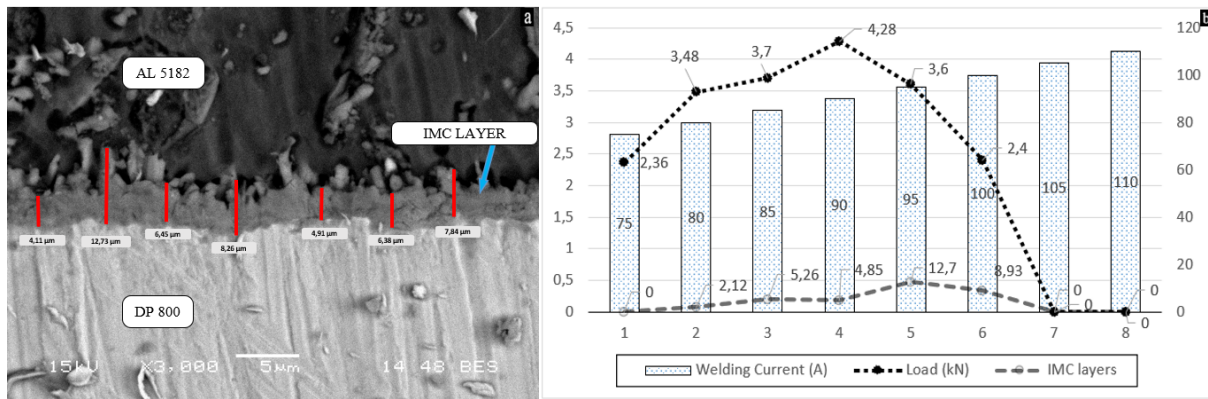 a
AL 5182
IMC LAYER
4,11 µm
12,73 µm
6,45 µm
8,26 µm
4,91 µm
6,38 µm
7,84 µm
DP 800
15kV X3,000 5µm 14 48 BES
b
4,5
4
3,5
3
2,5
2
1,5
1
0,5
0
120
100
80
60
40
20
0
2,36
3,48
3,7
4,28
3,6
2,4
0
0
75
80
85
90
95
100
105
110
0
2,12
5,26
4,85
12,7
8,93
0
0
1 2 3 4 5 6 7 8
Welding Current (A) Load (kN) IMC layers